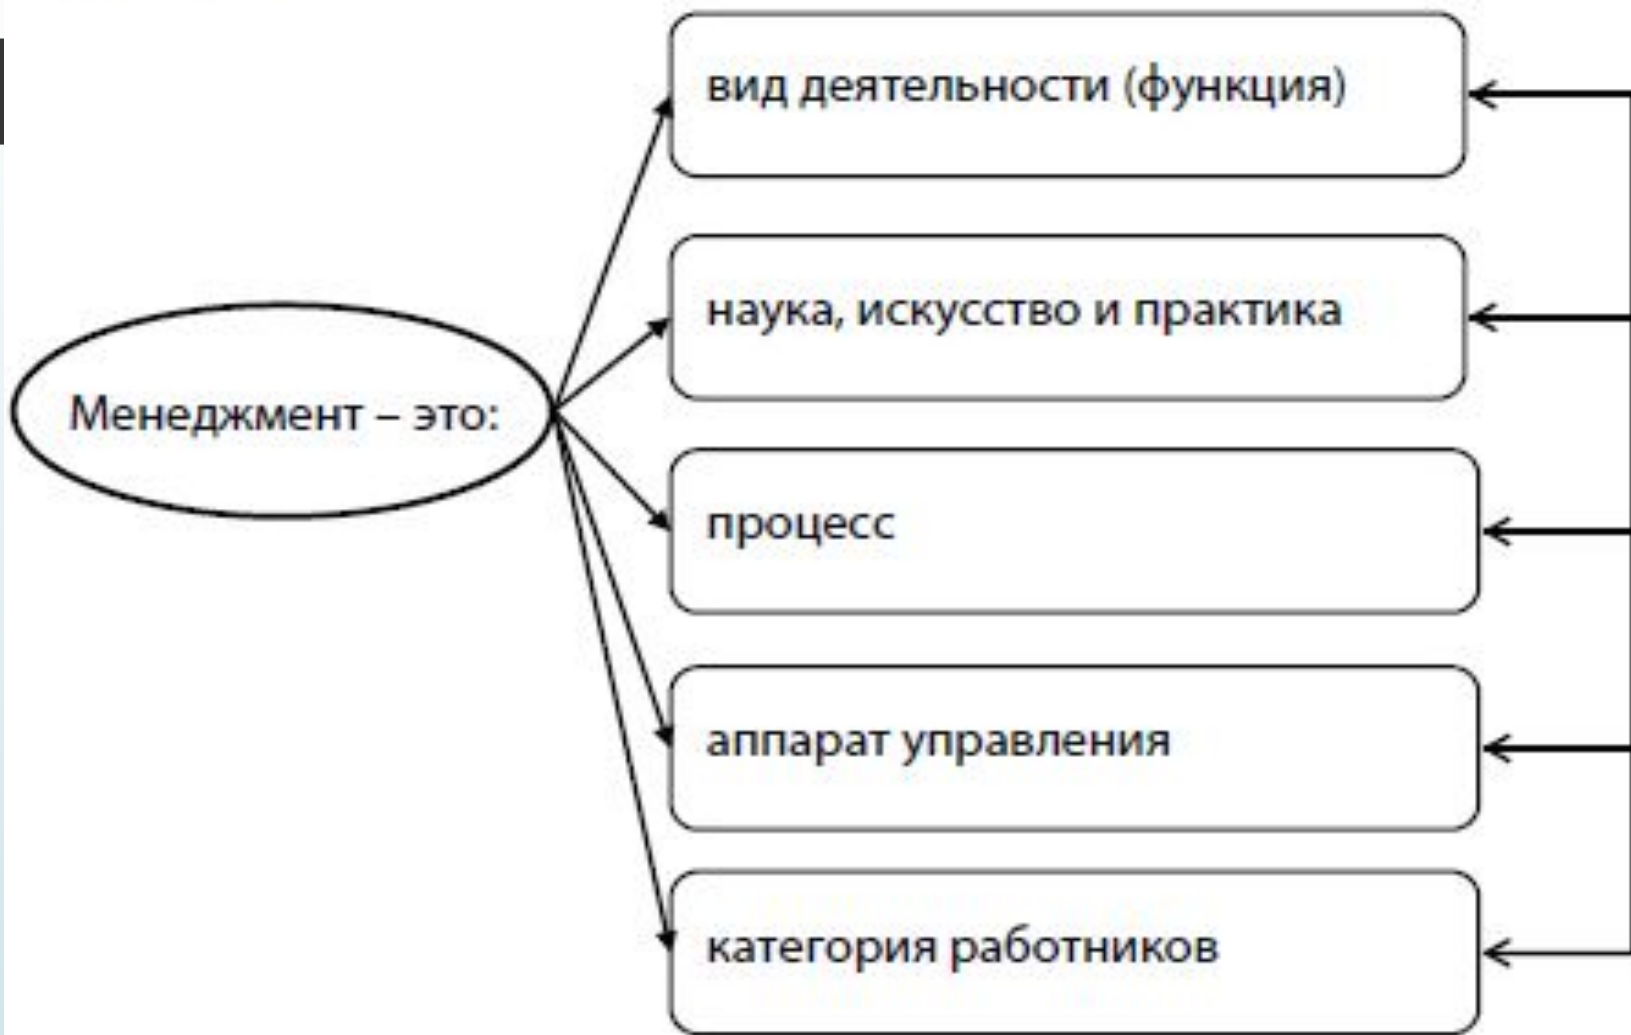 вид деятельности (функция)
наука, искусство и практика
Менеджмент – это:
процесс
аппарат управления
категория работников